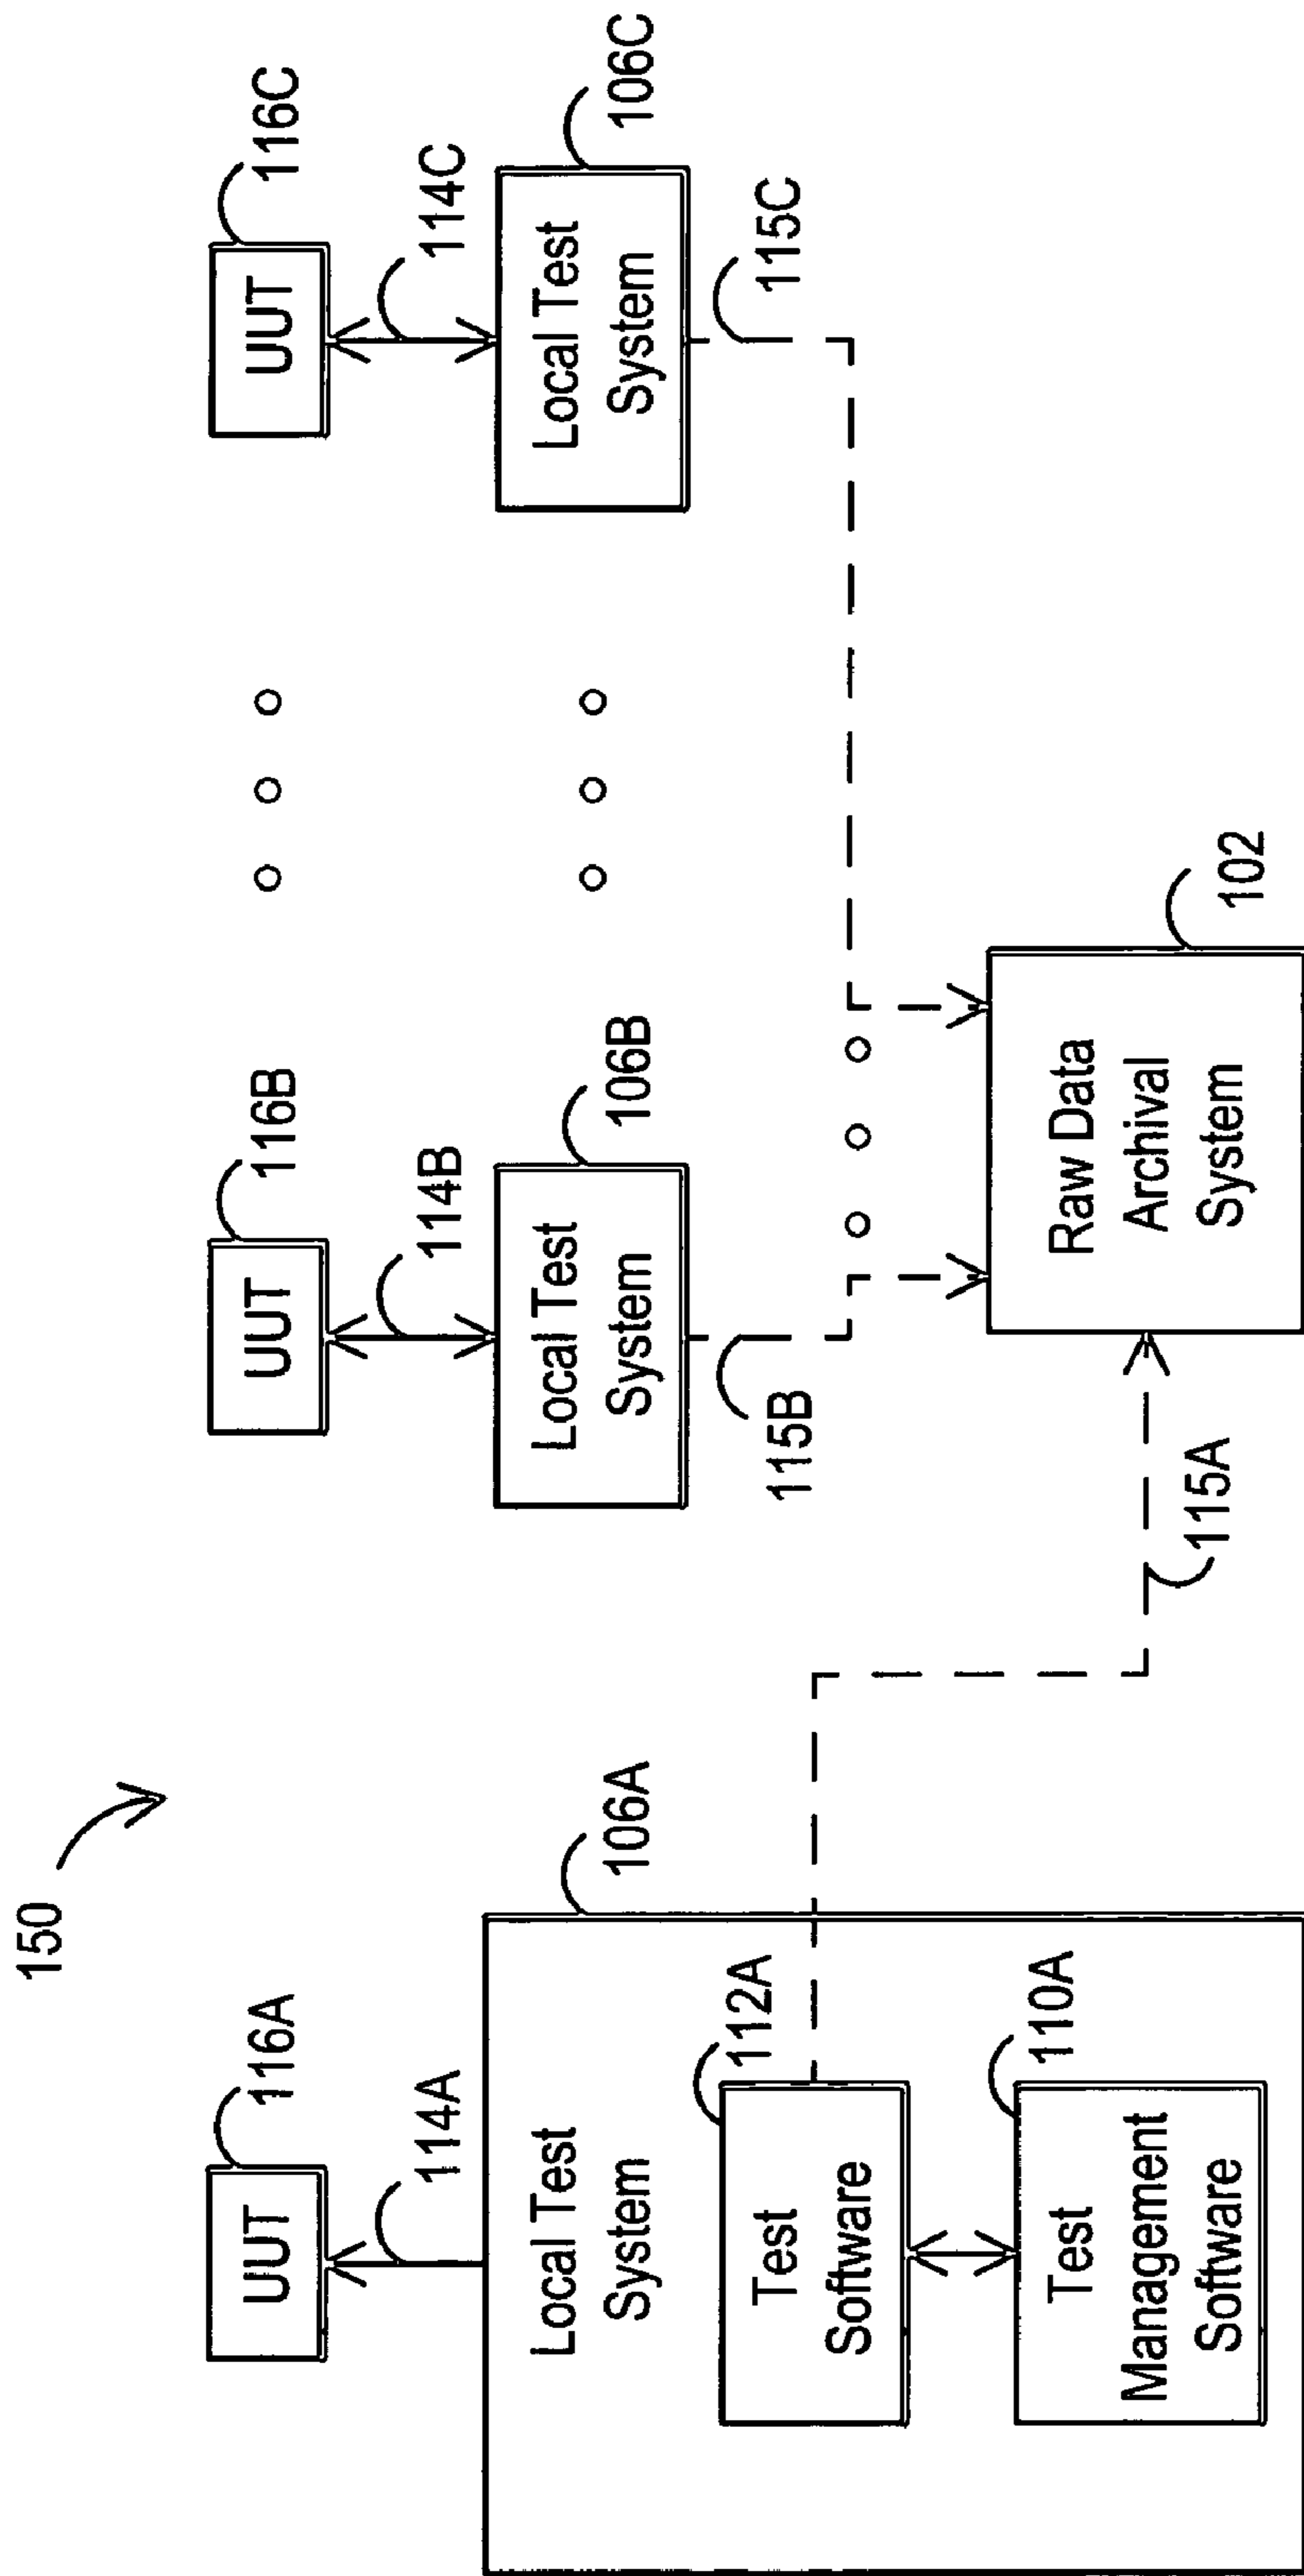 150
116A
UUT
114A
106A
Local Test
System
112A
Test
Software
110A
Test
Management
Software
115A
116B
UUT
114B
106B
Local Test
System
115B
116C
UUT
114C
106C
Local Test
System
115C
102
Raw Data
Archival
System